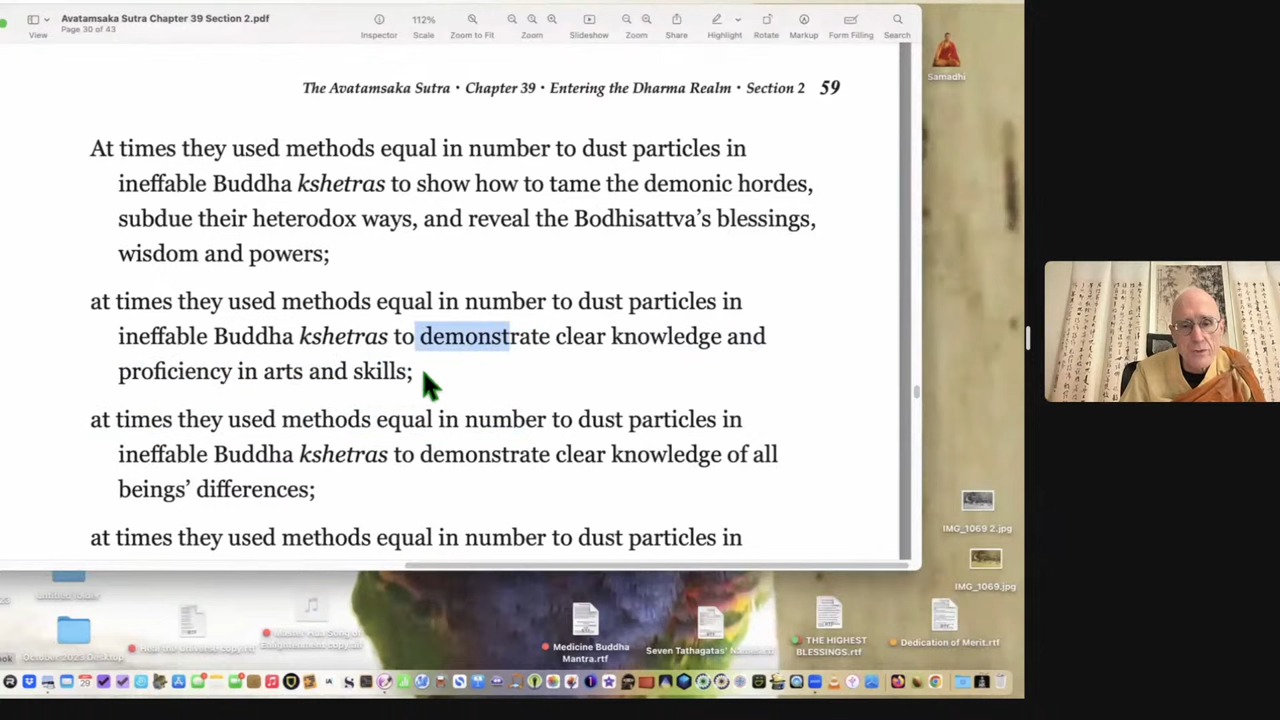 Avatamsaka Sutra Chapter 39 Section 2.pdf
Page 30 of 43
View
Inspector
112%
Scale
Zoom to Fit
Zoom
Slideshow
Zoom
Share
Highlight
Rotate
Markup
Form Filling
Search
The Avatamsaka Sutra • Chapter 39 • Entering the Dharma Realm • Section 2 59
At times they used methods equal in number to dust particles in
ineffable Buddha kshetras to show how to tame the demonic hordes,
subdue their heterodox ways, and reveal the Bodhisattva's blessings,
wisdom and powers;
at times they used methods equal in number to dust particles in
ineffable Buddha kshetras to demonstrate clear knowledge and
proficiency in arts and skills;
at times they used methods equal in number to dust particles in
ineffable Buddha kshetras to demonstrate clear knowledge of all
beings' differences;
at times they used methods equal in number to dust particles in
Samadhi
IMG_1069 2.jpg
IMG_1069.jpg
untitled folder
October 2023 Desktop
Medicine Buddha
Mantra.rtf
Seven Tathagatas' Names.rtf
THE HIGHEST
BLESSINGS.rtf
Dedication of Merit.rtf